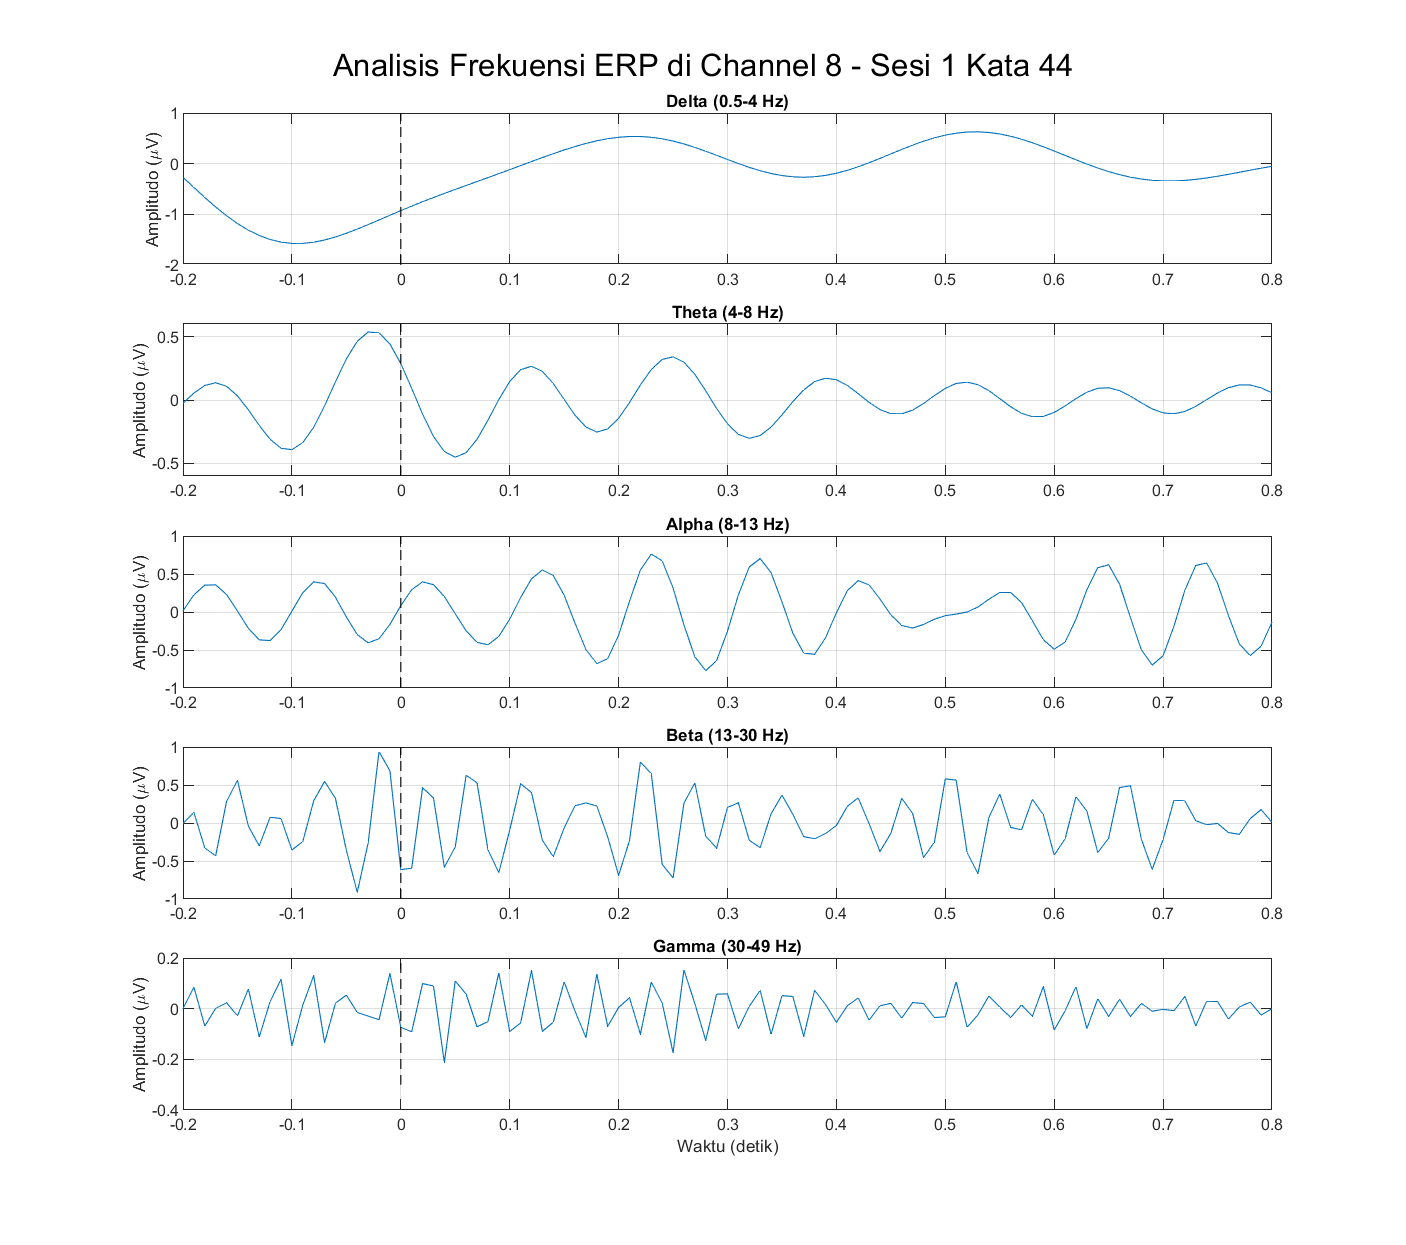 Analisis Frekuensi ERP di Channel 8 - Sesi 1 Kata 44
Delta (0.5-4 Hz)
Amplitudo (μV)
1
0
-1
-2
-0.2 -0.1 0 0.1 0.2 0.3 0.4 0.5 0.6 0.7 0.8
Theta (4-8 Hz)
Amplitudo (μV)
0.5
0
-0.5
-0.2 -0.1 0 0.1 0.2 0.3 0.4 0.5 0.6 0.7 0.8
Alpha (8-13 Hz)
Amplitudo (μV)
1
0.5
0
-0.5
-1
-0.2 -0.1 0 0.1 0.2 0.3 0.4 0.5 0.6 0.7 0.8
Beta (13-30 Hz)
Amplitudo (μV)
1
0.5
0
-0.5
-1
-0.2 -0.1 0 0.1 0.2 0.3 0.4 0.5 0.6 0.7 0.8
Gamma (30-49 Hz)
Amplitudo (μV)
0.2
0
-0.2
-0.4
-0.2 -0.1 0 0.1 0.2 0.3 0.4 0.5 0.6 0.7 0.8
Waktu (detik)